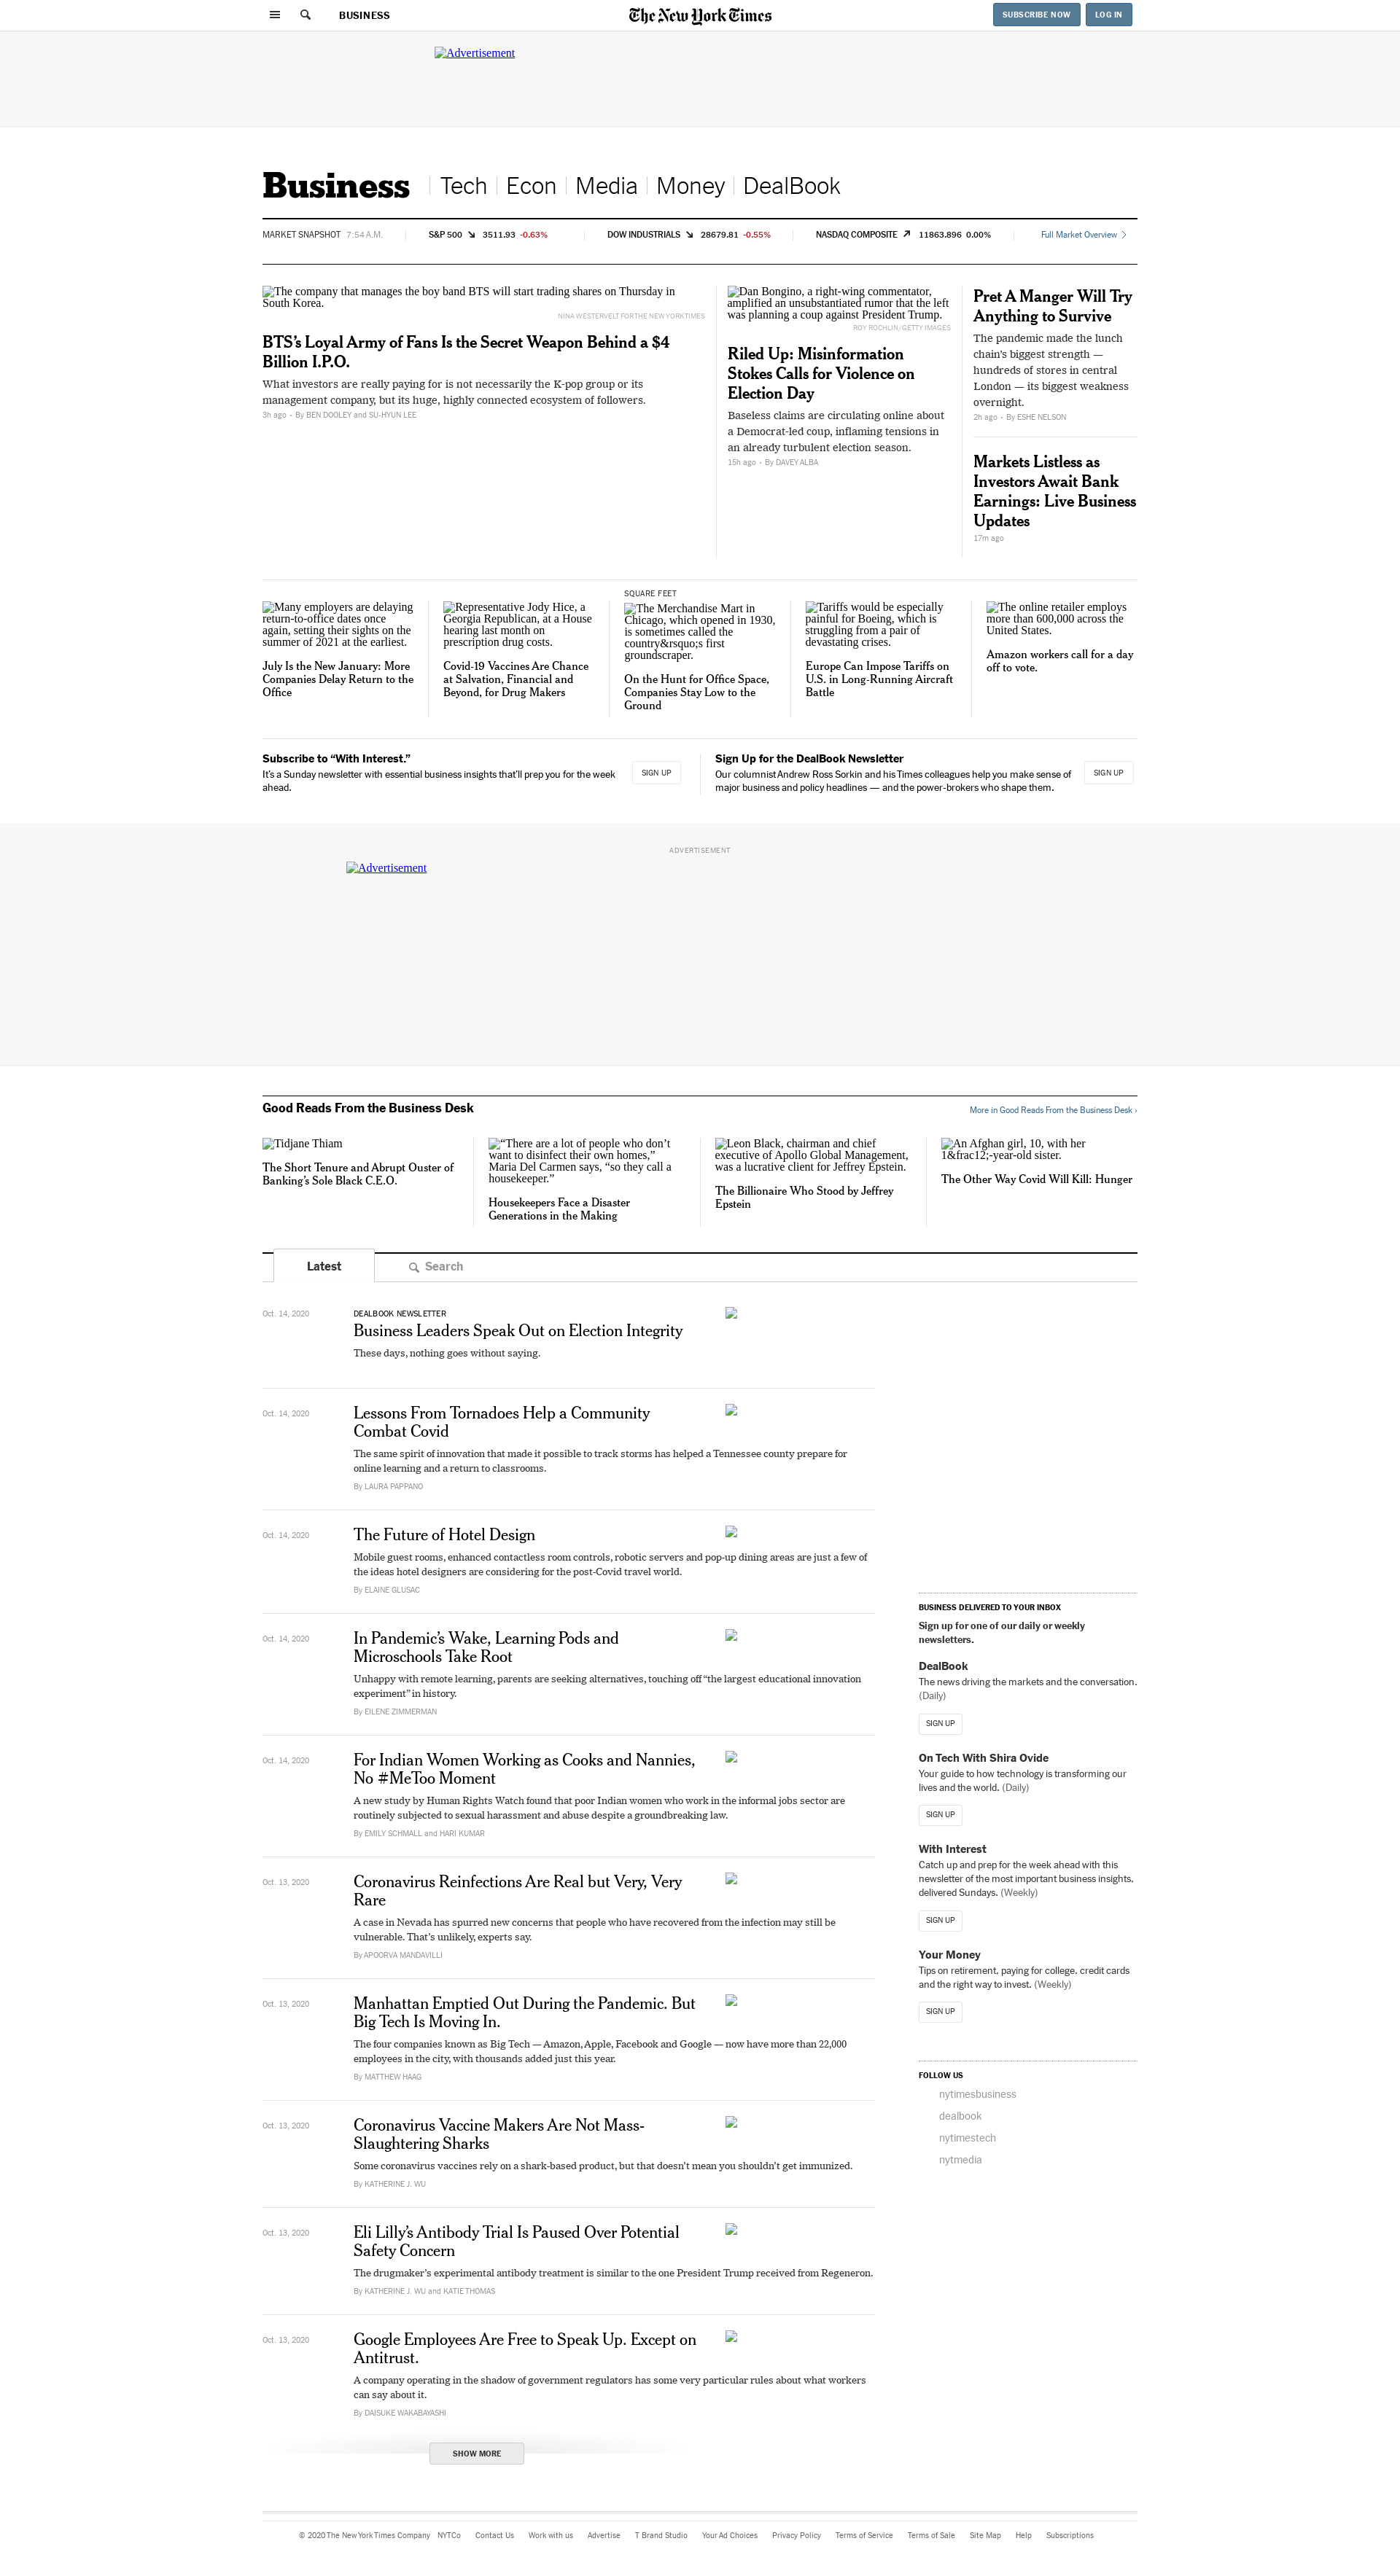 BUSINESS
The New York Times
SUBSCRIBE NOW
LOG IN
Advertisement
Business
Tech
Econ
Media
Money
DealBook
MARKET SNAPSHOT 7:54 A.M.
S&P 500 3511.93 -0.63%
DOW INDUSTRIALS 28679.81 -0.55%
NASDAQ COMPOSITE 11863.896 0.00%
Full Market Overview
The company that manages the boy band BTS will start trading shares on Thursday in
South Korea.
NINA WESTERVELT FOR THE NEW YORK TIMES
BTS’s Loyal Army of Fans Is the Secret Weapon Behind a $4
Billion I.P.O.
What investors are really paying for is not necessarily the K-pop group or its
management company, but its huge, highly connected ecosystem of followers.
3h ago • By BEN DOOLEY and SU-HYUN LEE
Dan Bongino, a right-wing commentator,
amplified an unsubstantiated rumor that the left
was planning a coup against President Trump.
ROY ROCHLIN/GETTY IMAGES
Riled Up: Misinformation
Stokes Calls for Violence on
Election Day
Baseless claims are circulating online about
a Democrat-led coup, inflaming tensions in
an already turbulent election season.
15h ago • By DAVEY ALBA
Pret A Manger Will Try
Anything to Survive
The pandemic made the lunch
chain’s biggest strength —
hundreds of stores in central
London — its biggest weakness
overnight.
2h ago • By ESHE NELSON
Markets Listless as
Investors Await Bank
Earnings: Live Business
Updates
17m ago
Many employers are delaying
return-to-office dates once
again, setting their sights on the
summer of 2021 at the earliest.
July Is the New January: More
Companies Delay Return to the
Office
Representative Jody Hice, a
Georgia Republican, at a House
hearing last month on
prescription drug costs.
Covid-19 Vaccines Are Chance
at Salvation, Financial and
Beyond, for Drug Makers
SQUARE FEET
The Merchandise Mart in
Chicago, which opened in 1930,
is sometimes called the
country&rsquo;s first
groundscraper.
On the Hunt for Office Space,
Companies Stay Low to the
Ground
Tariffs would be especially
painful for Boeing, which is
struggling from a pair of
devastating crises.
Europe Can Impose Tariffs on
U.S. in Long-Running Aircraft
Battle
The online retailer employs
more than 600,000 across the
United States.
Amazon workers call for a day
off to vote.
Subscribe to “With Interest.”
It’s a Sunday newsletter with essential business insights that’ll prep you for the week
ahead.
SIGN UP
Sign Up for the DealBook Newsletter
Our columnist Andrew Ross Sorkin and his Times colleagues help you make sense of
major business and policy headlines — and the power-brokers who shape them.
SIGN UP
ADVERTISEMENT
Advertisement
Good Reads From the Business Desk
More in Good Reads From the Business Desk ›
Tidjane Thiam
The Short Tenure and Abrupt Ouster of
Banking’s Sole Black C.E.O.
“There are a lot of people who don’t
want to disinfect their own homes,”
Maria Del Carmen says, “so they call a
housekeeper.”
Housekeepers Face a Disaster
Generations in the Making
Leon Black, chairman and chief
executive of Apollo Global Management,
was a lucrative client for Jeffrey Epstein.
The Billionaire Who Stood by Jeffrey
Epstein
An Afghan girl, 10, with her
1&frac12;-year-old sister.
The Other Way Covid Will Kill: Hunger
Latest
Search
Oct. 14, 2020
DEALBOOK NEWSLETTER
Business Leaders Speak Out on Election Integrity
These days, nothing goes without saying.
Oct. 14, 2020
Lessons From Tornadoes Help a Community
Combat Covid
The same spirit of innovation that made it possible to track storms has helped a Tennessee county prepare for
online learning and a return to classrooms.
By LAURA PAPPANO
Oct. 14, 2020
The Future of Hotel Design
Mobile guest rooms, enhanced contactless room controls, robotic servers and pop-up dining areas are just a few of
the ideas hotel designers are considering for the post-Covid travel world.
By ELAINE GLUSAC
Oct. 14, 2020
In Pandemic’s Wake, Learning Pods and
Microschools Take Root
Unhappy with remote learning, parents are seeking alternatives, touching off “the largest educational innovation
experiment” in history.
By EILENE ZIMMERMAN
Oct. 14, 2020
For Indian Women Working as Cooks and Nannies,
No #MeToo Moment
A new study by Human Rights Watch found that poor Indian women who work in the informal jobs sector are
routinely subjected to sexual harassment and abuse despite a groundbreaking law.
By EMILY SCHMALL and HARI KUMAR
Oct. 13, 2020
Coronavirus Reinfections Are Real but Very, Very
Rare
A case in Nevada has spurred new concerns that people who have recovered from the infection may still be
vulnerable. That’s unlikely, experts say.
By APOORVA MANDAVILLI
Oct. 13, 2020
Manhattan Emptied Out During the Pandemic. But
Big Tech Is Moving In.
The four companies known as Big Tech — Amazon, Apple, Facebook and Google — now have more than 22,000
employees in the city, with thousands added just this year.
By MATTHEW HAAG
Oct. 13, 2020
Coronavirus Vaccine Makers Are Not Mass-
Slaughtering Sharks
Some coronavirus vaccines rely on a shark-based product, but that doesn’t mean you shouldn’t get immunized.
By KATHERINE J. WU
Oct. 13, 2020
Eli Lilly’s Antibody Trial Is Paused Over Potential
Safety Concern
The drugmaker’s experimental antibody treatment is similar to the one President Trump received from Regeneron.
By KATHERINE J. WU and KATIE THOMAS
Oct. 13, 2020
Google Employees Are Free to Speak Up. Except on
Antitrust.
A company operating in the shadow of government regulators has some very particular rules about what workers
can say about it.
By DAISUKE WAKABAYASHI
SHOW MORE
BUSINESS DELIVERED TO YOUR INBOX
Sign up for one of our daily or weekly
newsletters.
DealBook
The news driving the markets and the conversation.
(Daily)
SIGN UP
On Tech With Shira Ovide
Your guide to how technology is transforming our
lives and the world. (Daily)
SIGN UP
With Interest
Catch up and prep for the week ahead with this
newsletter of the most important business insights,
delivered Sundays. (Weekly)
SIGN UP
Your Money
Tips on retirement, paying for college, credit cards
and the right way to invest. (Weekly)
SIGN UP
FOLLOW US
nytimesbusiness
dealbook
nytimestech
nytmedia
© 2020 The New York Times Company NYTCo Contact Us Work with us Advertise T Brand Studio Your Ad Choices Privacy Policy Terms of Service Terms of Sale Site Map Help Subscriptions